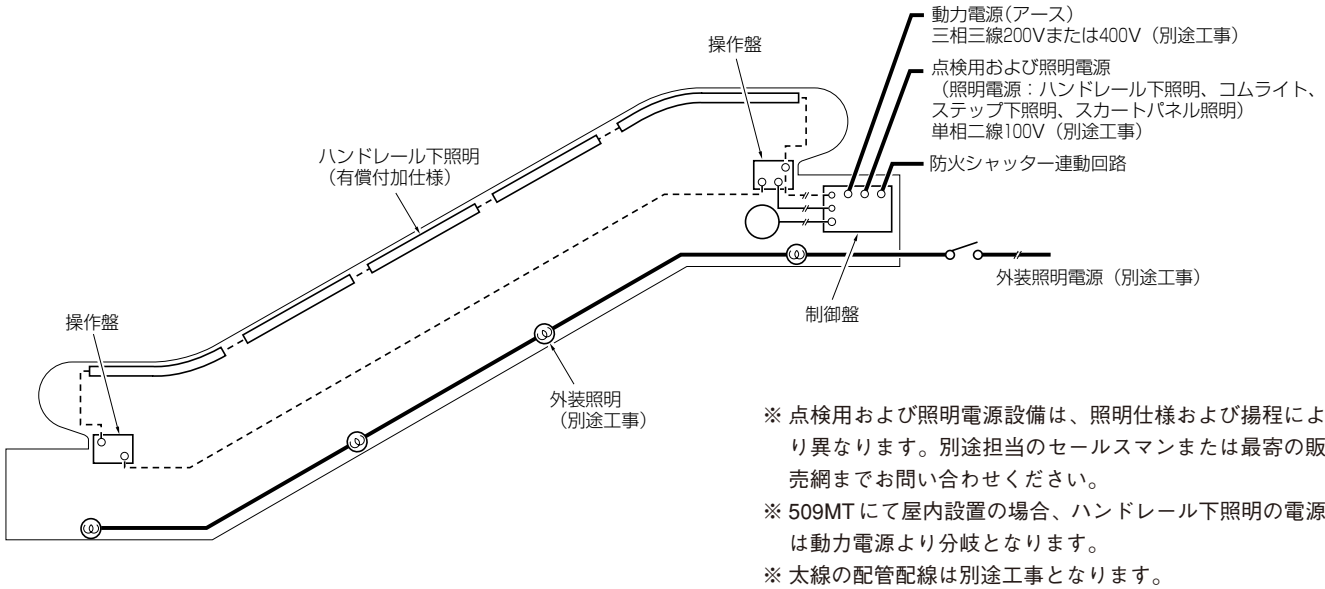 動力電源(アース)
三相三線200Vまたは400V（別途工事）
操作盤
点検用および照明電源
（照明電源：ハンドレール下照明、コムライト、
ステップ下照明、スカートパネル照明）
単相二線100V（別途工事）
防火シャッター連動回路
ハンドレール下照明
（有償付加仕様）
外装照明電源（別途工事）
制御盤
操作盤
外装照明
（別途工事）
※ 点検用および照明電源設備は、照明仕様および揚程によ
り異なります。別途担当のセールスマンまたは最寄の販
売網までお問い合わせください。
※ 509MTにて屋内設置の場合、ハンドレール下照明の電源
は動力電源より分岐となります。
※ 太線の配管配線は別途工事となります。